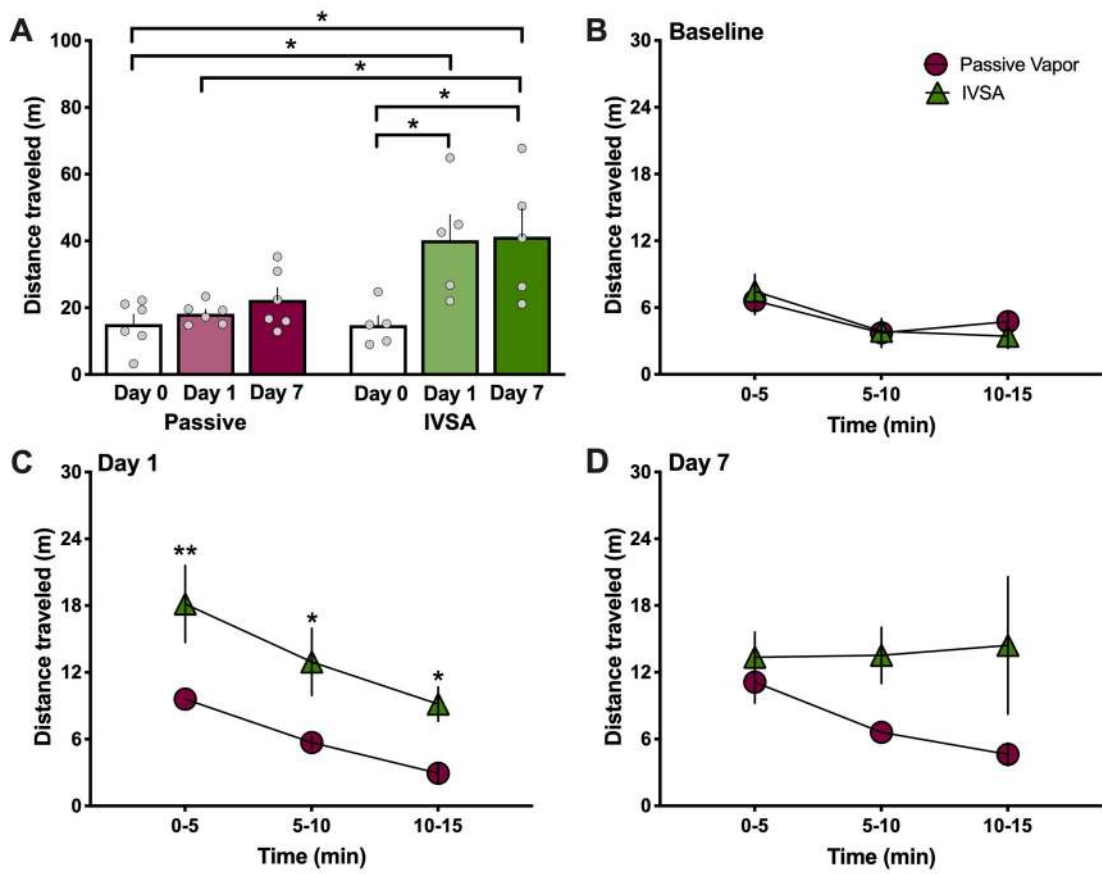 A
Distance traveled (m)
100
80
60
40
20
0
*
*
*
*
*
Day 0 Day 1 Day 7 Day 0 Day 1 Day 7
Passive IVSA
B Baseline
Distance traveled (m)
30
24
18
12
6
0
Passive Vapor
IVSA
0-5 5-10 10-15
Time (min)
C Day 1
Distance traveled (m)
30
24
18
12
6
0
**
*
*
0-5 5-10 10-15
Time (min)
D Day 7
Distance traveled (m)
30
24
18
12
6
0
0-5 5-10 10-15
Time (min)